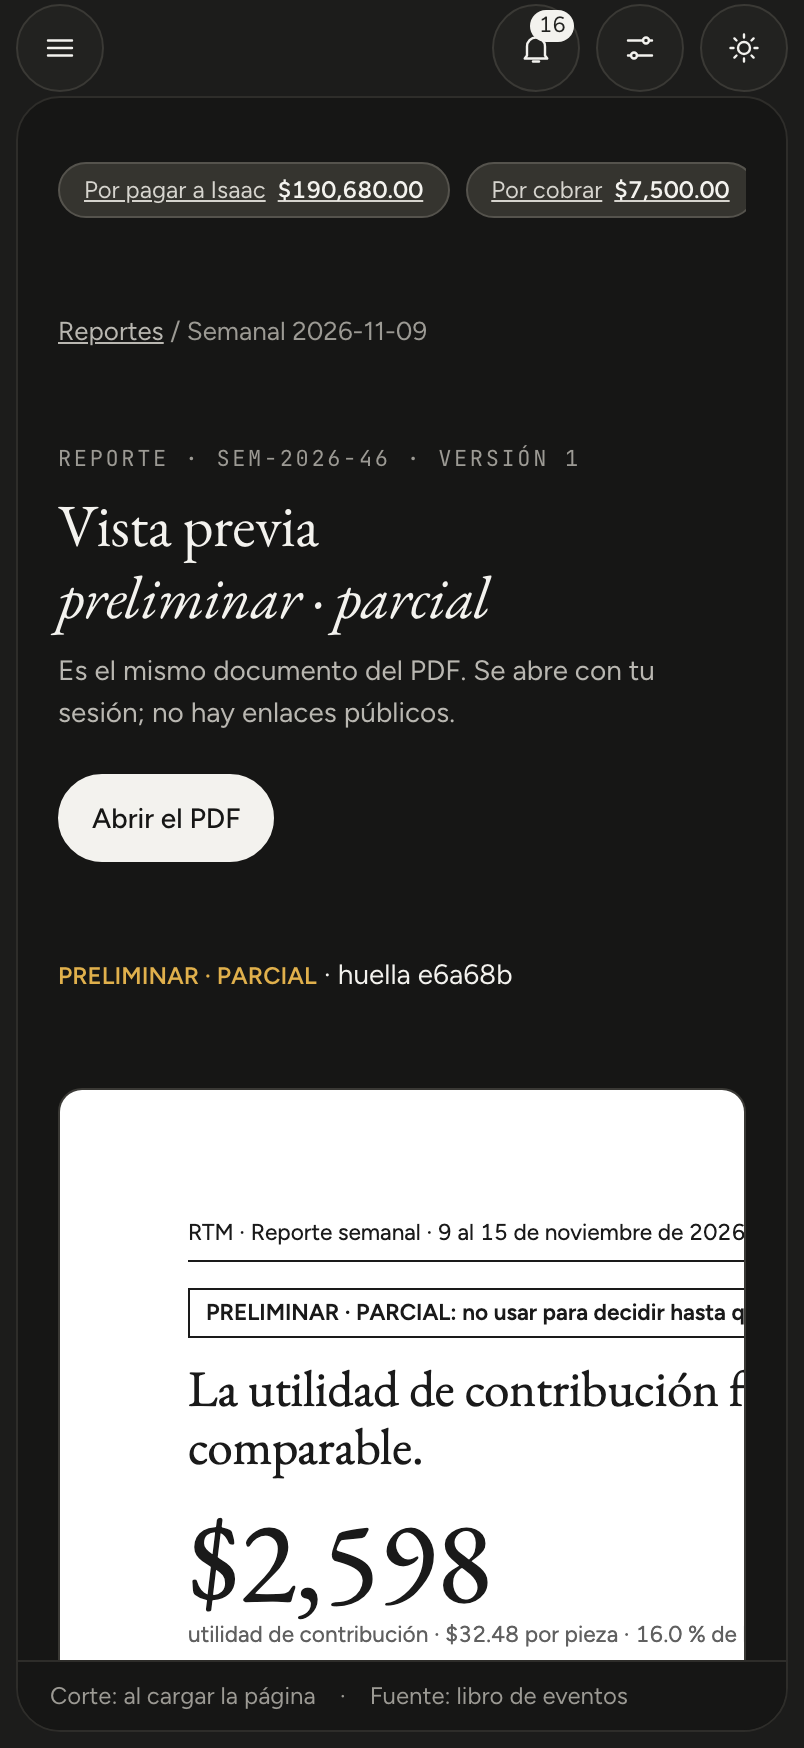 16
Por pagar a Isaac $190,680.00 Por cobrar $7,500.00
Reportes / Semanal 2026-11-09
REPORTE · SEM-2026-46 · VERSIÓN 1
Vista previa
preliminar · parcial
Es el mismo documento del PDF. Se abre con tu
sesión; no hay enlaces públicos.
Abrir el PDF
PRELIMINAR · PARCIAL · huella e6a68b
RTM · Reporte semanal · 9 al 15 de noviembre de 2026
PRELIMINAR · PARCIAL: no usar para decidir hasta q
La utilidad de contribución f
comparable.
$2,598
utilidad de contribución · $32.48 por pieza · 16.0 % de
Corte: al cargar la página · Fuente: libro de eventos